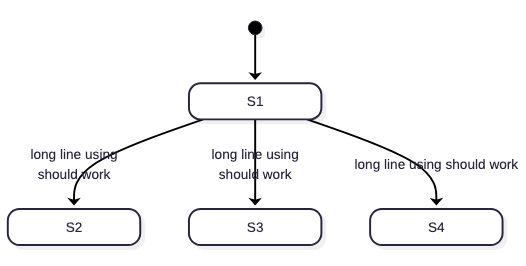 S1
long line using
should work
long line using
should work
long line using should work
S2
S3
S4